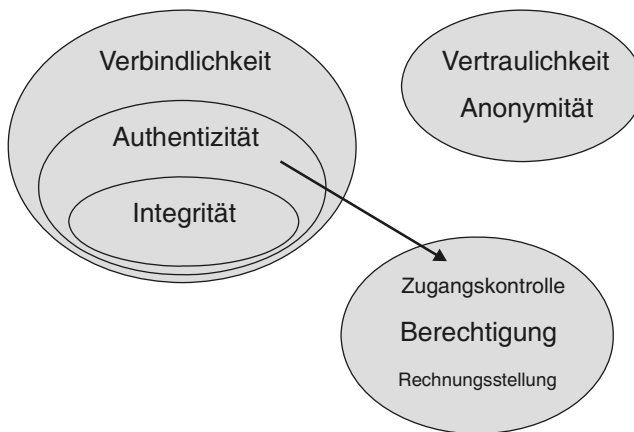 Verbindlichkeit
Authentizität
Integrität
Vertraulichkeit
Anonymität
Zugangskontrolle
Berechtigung
Rechnungsstellung